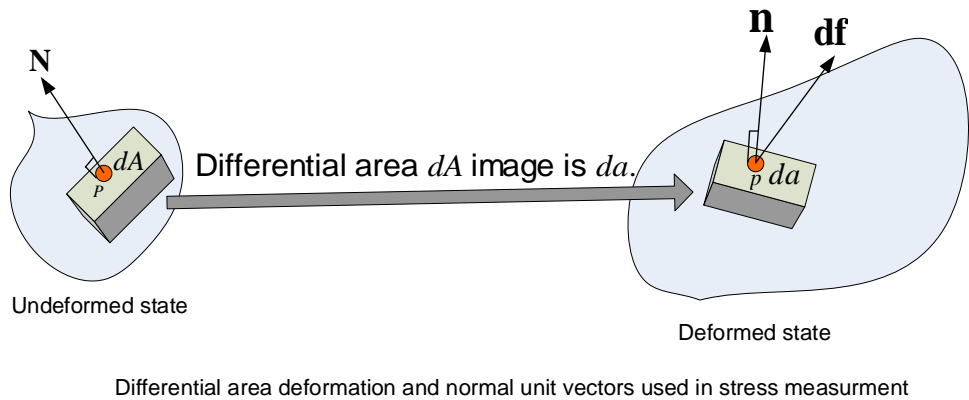 N
n
df
dA
P
Differential area dA image is da.
p da
Undeformed state
Deformed state
Differential area deformation and normal unit vectors used in stress measurment